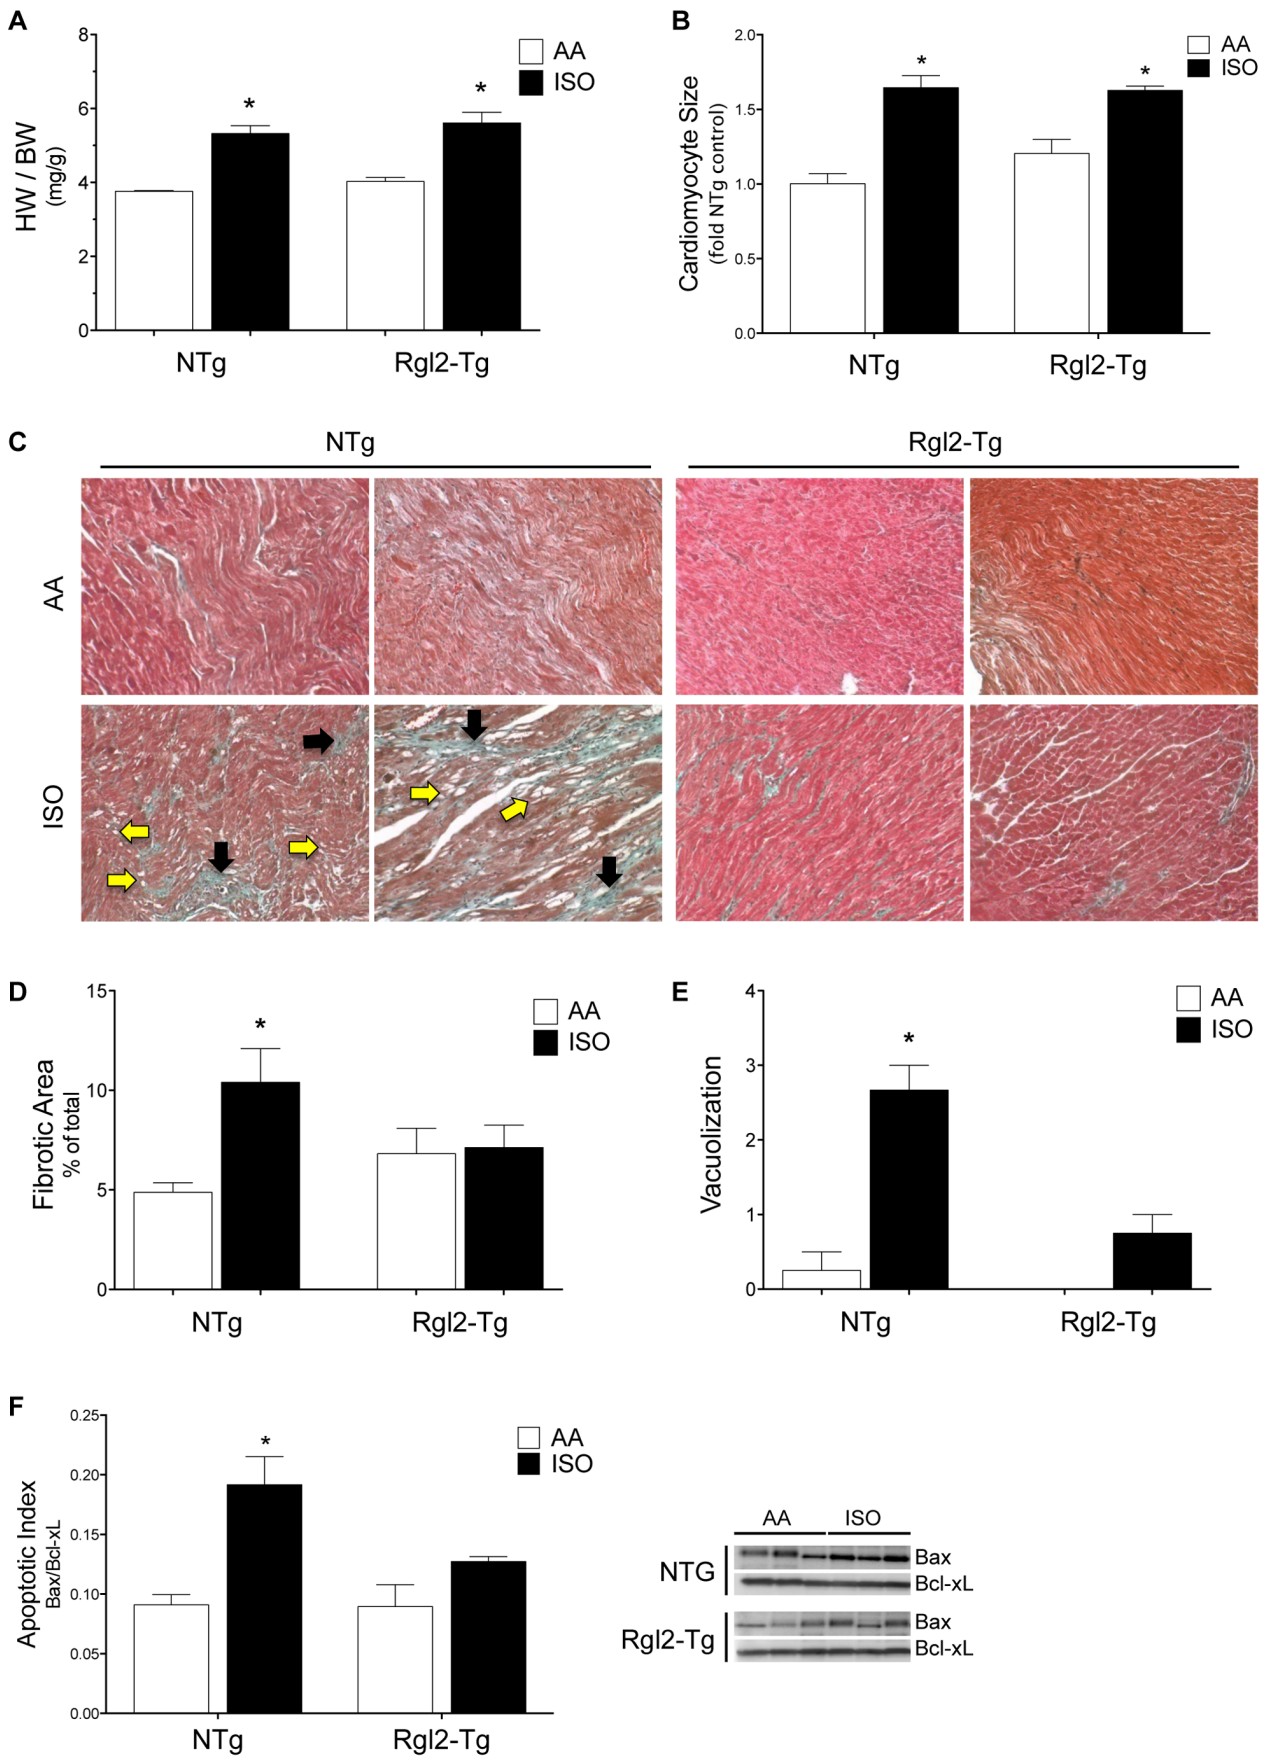 A
8
6
4
2
0
HW / BW
(mg/g)
AA
ISO
*
*
NTg
Rgl2-Tg
B
2.0
1.5
1.0
0.5
0.0
Cardiomyocyte Size
(fold NTg control)
AA
ISO
*
*
NTg
Rgl2-Tg
C
NTg
Rgl2-Tg
AA
ISO
D
15
10
5
0
Fibrotic Area
% of total
AA
ISO
*
NTg
Rgl2-Tg
E
4
3
2
1
0
Vacuolization
AA
ISO
*
NTg
Rgl2-Tg
F
0.25
0.20
0.15
0.10
0.05
0.00
Apoptotic Index
Bax/Bcl-xL
AA
ISO
*
NTg
Rgl2-Tg
AA ISO
NTG
Bax
Bcl-xL
Rgl2-Tg
Bax
Bcl-xL